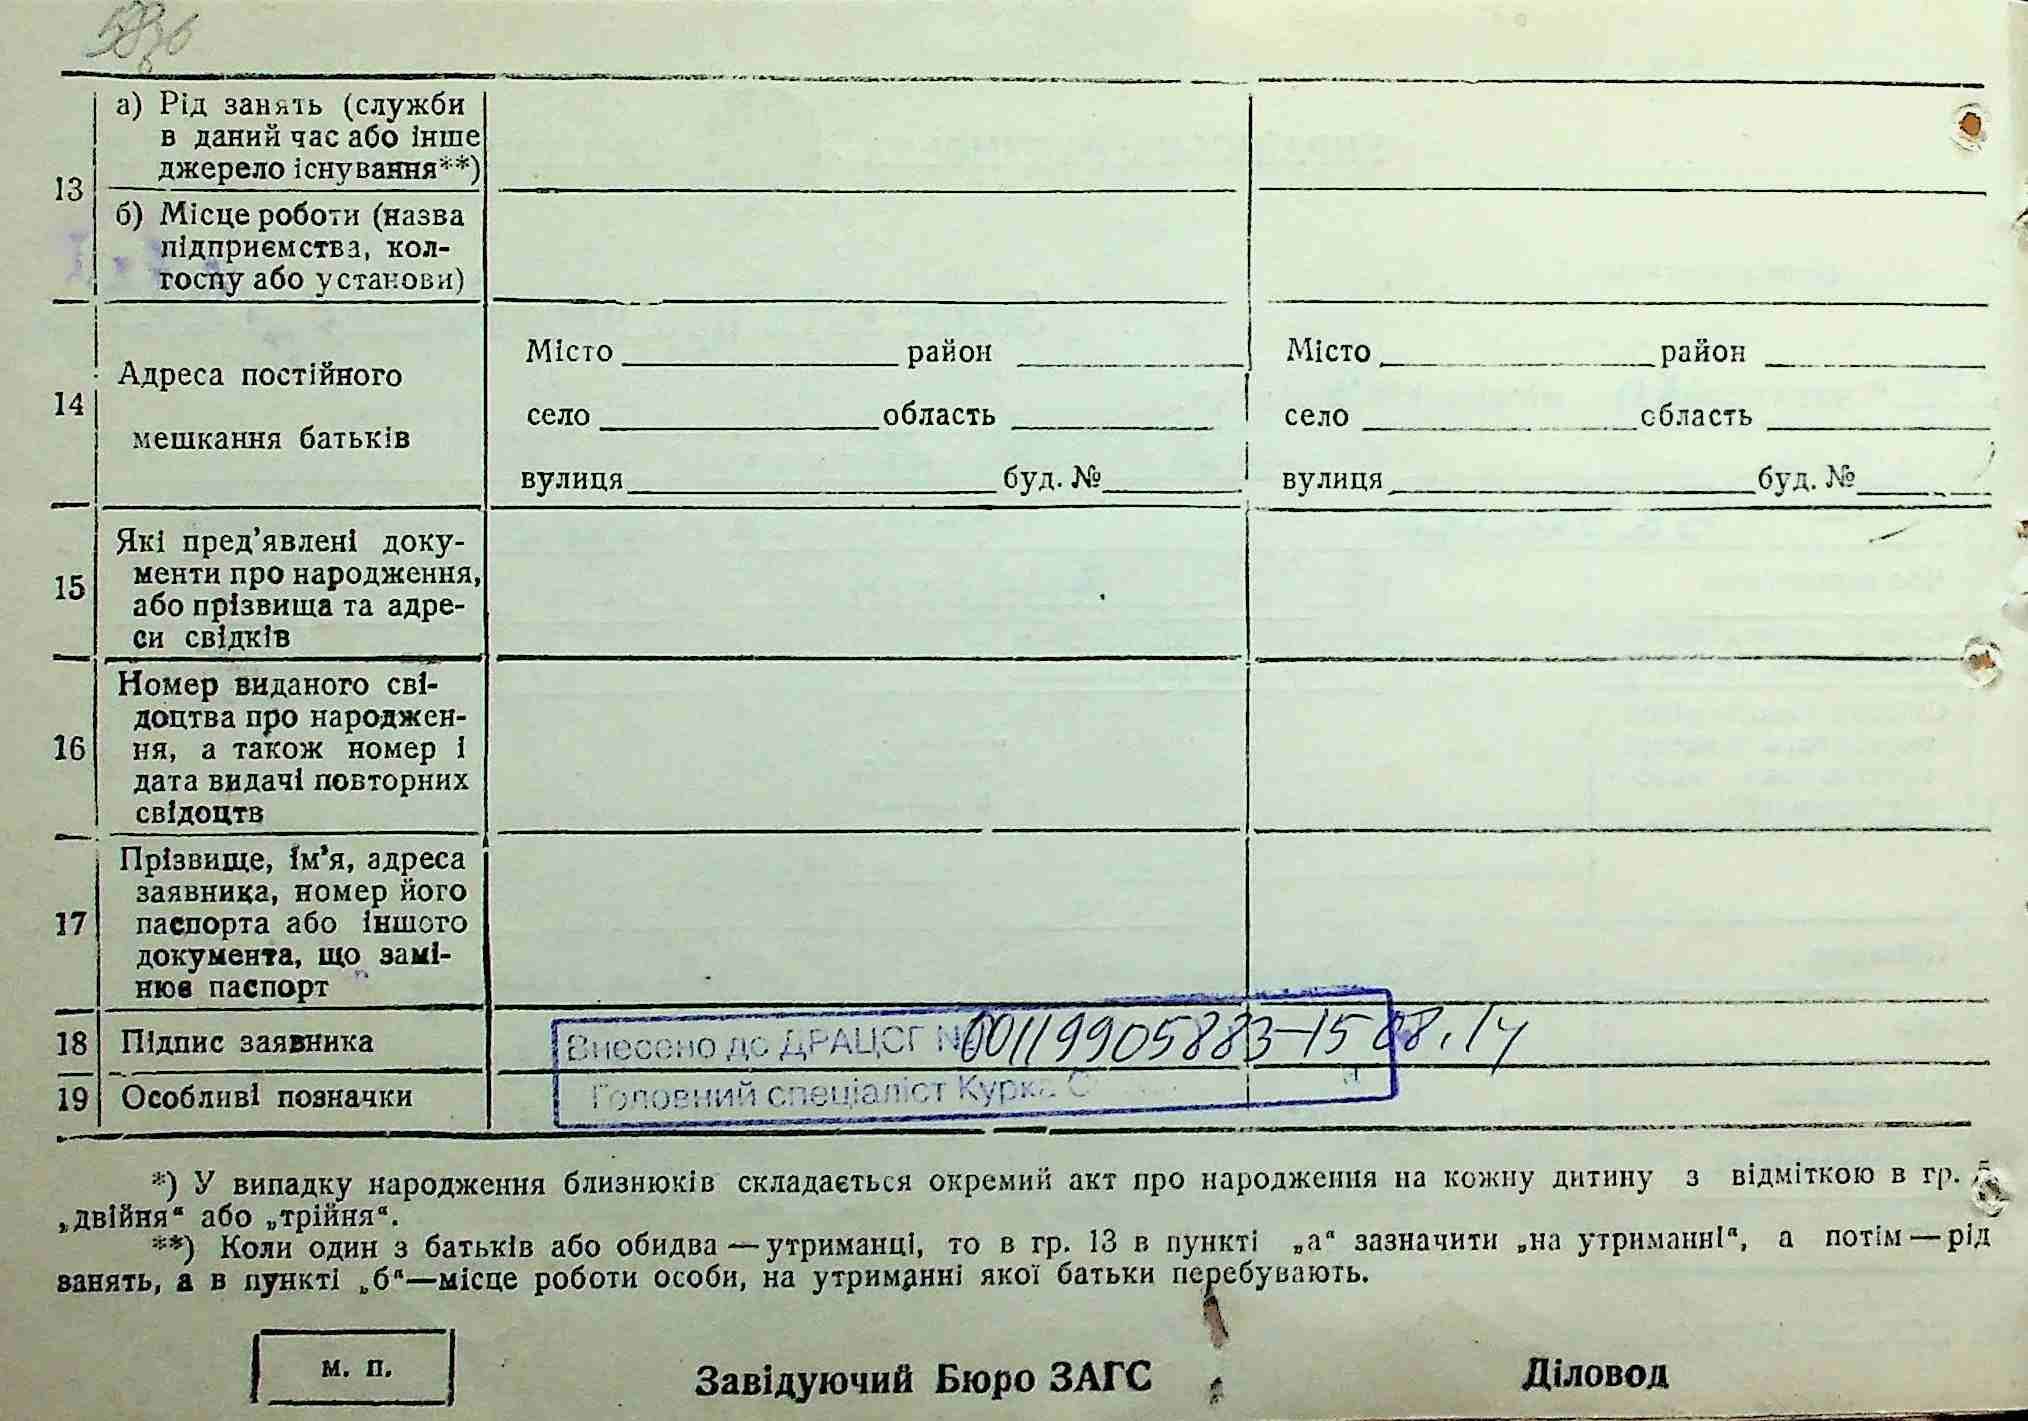 13
а) Рід занять (служби
в даний час або інше
джерело існування**)
б) Місце роботи (назва
підприємства, кол-
госпу або установи)
14
Адреса постійного
мешкання батьків
Місто район
село область
вулиця буд. №
Місто район
село область
вулиця буд. №
15
Які пред’явлені доку-
менти про народження,
або прізвища та адре-
си свідків
16
Номер виданого сві-
доцтва про народжен-
ня, а також номер і
дата видачі повторних
свідоцтв
17
Прізвище, ім’я, адреса
заявника, номер його
паспорта або іншого
документа, що замі-
нює паспорт
18 Підпис заявника
Внесено до ДРАЦСГ № 00119905883-15 08.14
19 Особливі позначки
Головний спеціаліст Курка
*) У випадку народження близнюків складається окремий акт про народження на кожну дитину з відміткою в гр.
„двійня“ або „трійня“.
**) Коли один з батьків або обидва — утриманці, то в гр. 13 в пункті „а“ зазначити „на утриманні“, а потім — рід
занять, а в пункті „б“—місце роботи особи, на утриманні якої батьки перебувають.
м. п.
Завідуючий Бюро ЗАГС
Діловод